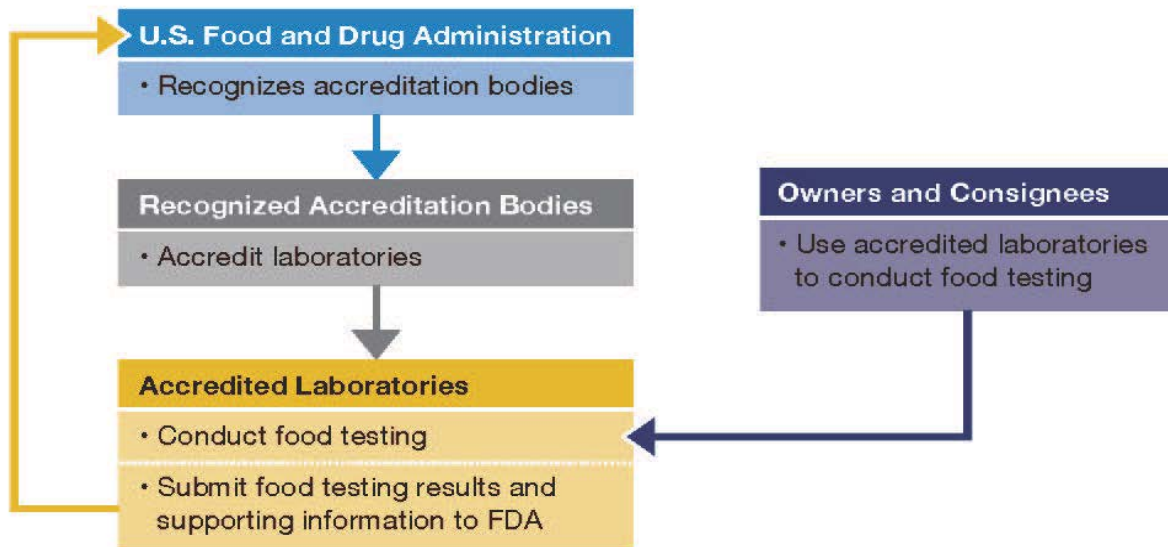 U.S. Food and Drug Administration
• Recognizes accreditation bodies
Recognized Accreditation Bodies
• Accredit laboratories
Owners and Consignees
• Use accredited laboratories
to conduct food testing
Accredited Laboratories
• Conduct food testing
• Submit food testing results and
supporting information to FDA